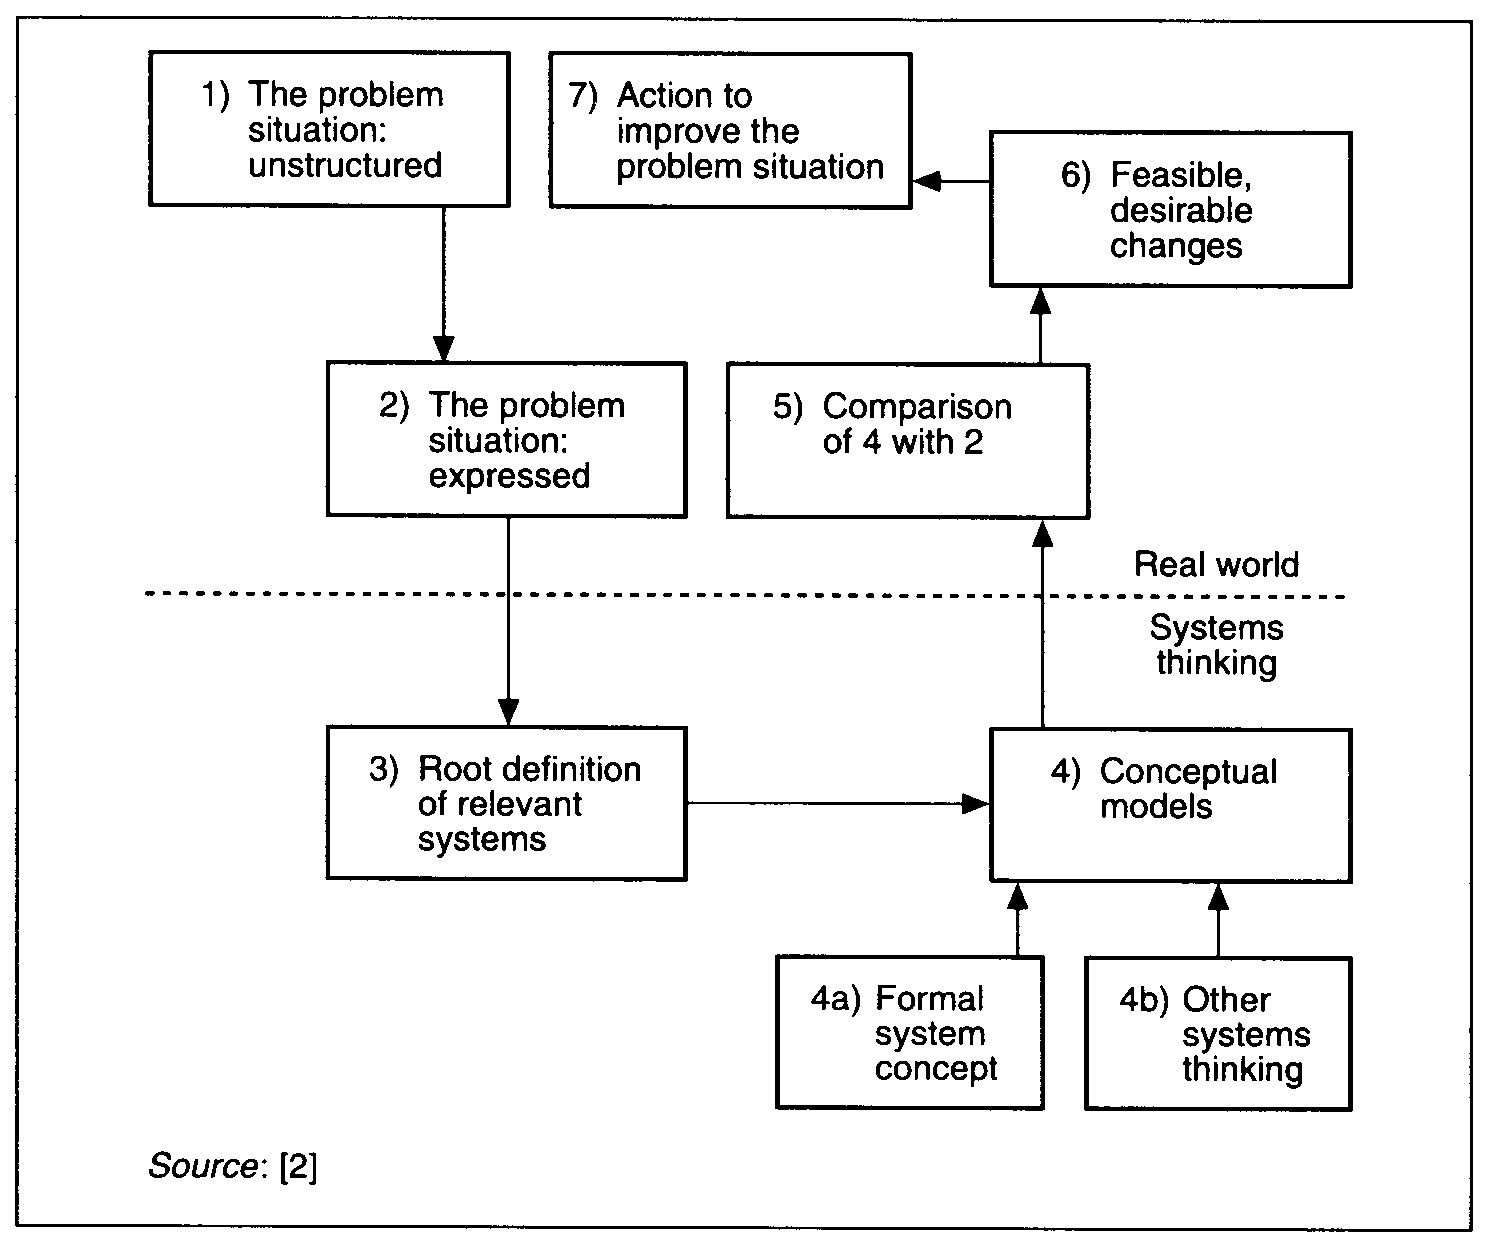 1) The problem
situation:
unstructured
7) Action to
improve the
problem situation
6) Feasible,
desirable
changes
2) The problem
situation:
expressed
5) Comparison
of 4 with 2
Real world
Systems
thinking
3) Root definition
of relevant
systems
4) Conceptual
models
4a) Formal
system
concept
4b) Other
systems
thinking
Source: [2]